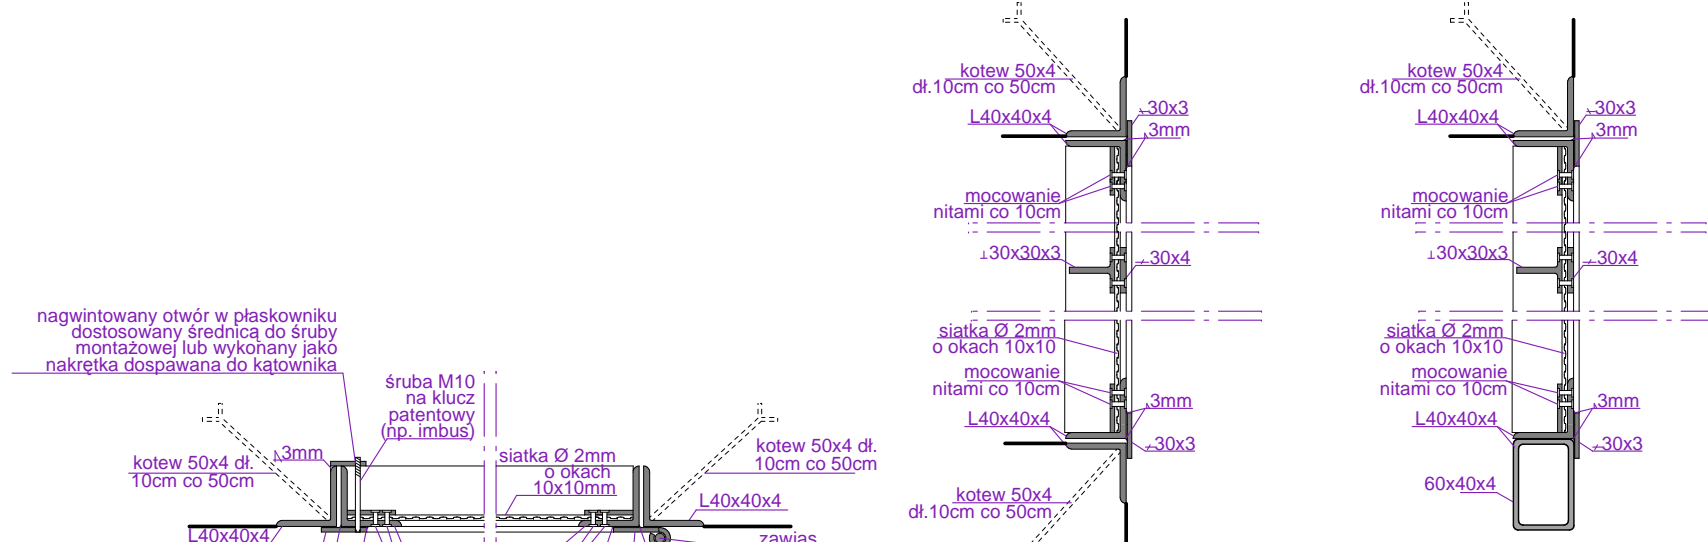 nagwintowany otwór w płaskowniku
dostosowany średnicą do śruby
montażowej lub wykonany jako
nakrętka dospawana do kątownika
śruba M10
na klucz
patentowy
(np. imbus)
3mm
kotew 50x4 dł.
10cm co 50cm
siatka Ø 2mm
o okach
10x10mm
kotew 50x4 dł.
10cm co 50cm
L40x40x4
L40x40x4
zawias
kotew 50x4
dł.10cm co 50cm
L40x40x4
30x3
3mm
mocowanie
nitami co 10cm
⊥30x30x3
30x4
siatka Ø 2mm
o okach 10x10
mocowanie
nitami co 10cm
3mm
L40x40x4
30x3
kotew 50x4
dł.10cm co 50cm
kotew 50x4
dł.10cm co 50cm
L40x40x4
30x3
3mm
mocowanie
nitami co 10cm
⊥30x30x3
30x4
siatka Ø 2mm
o okach 10x10
mocowanie
nitami co 10cm
3mm
L40x40x4
30x3
60x40x4